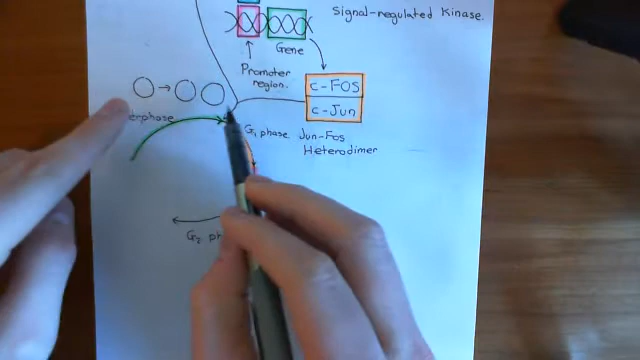 Signal-regulated Kinase.
Gene
Promoter
region.
c-FOS
c-Jun
G₁ phase
Jun-Fos
Heterodimer
G₂